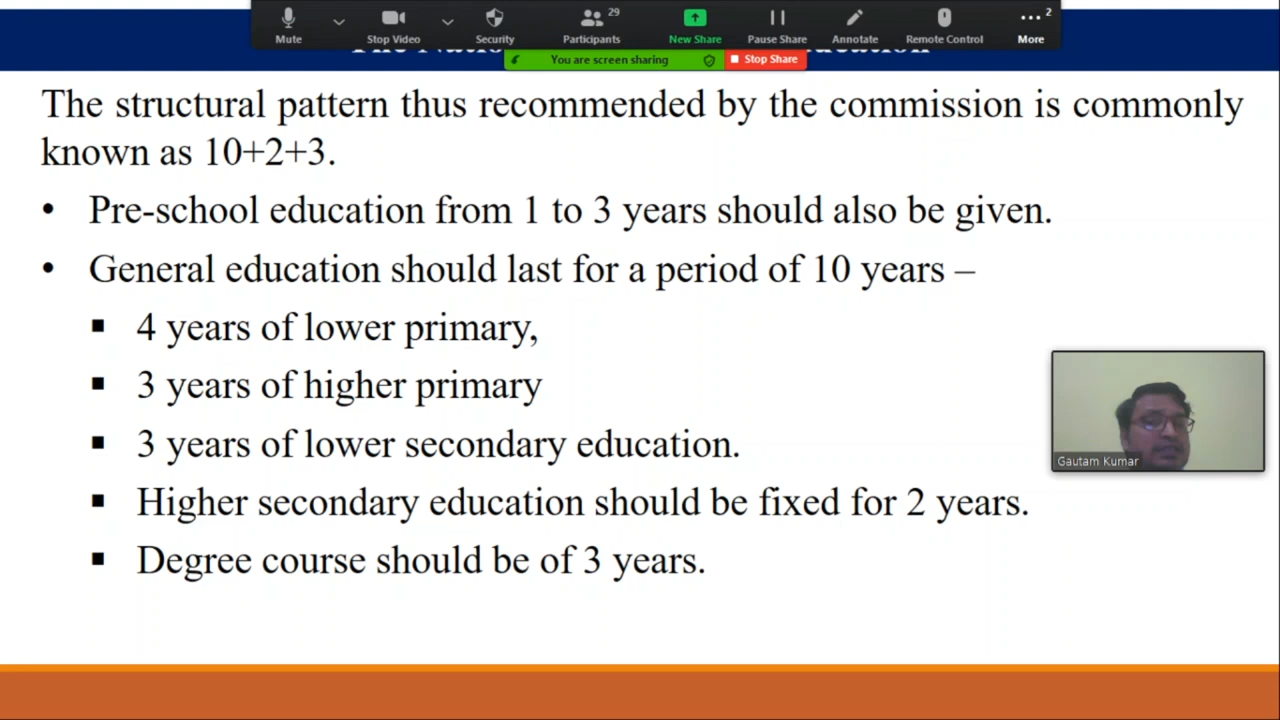 29
2
Mute
Stop Video
Security
Participants
New Share
Pause Share
Annotate
Remote Control
More
You are screen sharing
Stop Share
The structural pattern thus recommended by the commission is commonly
known as 10+2+3.
• Pre-school education from 1 to 3 years should also be given.
• General education should last for a period of 10 years –
▪ 4 years of lower primary,
▪ 3 years of higher primary
▪ 3 years of lower secondary education.
▪ Higher secondary education should be fixed for 2 years.
▪ Degree course should be of 3 years.
Gautam Kumar